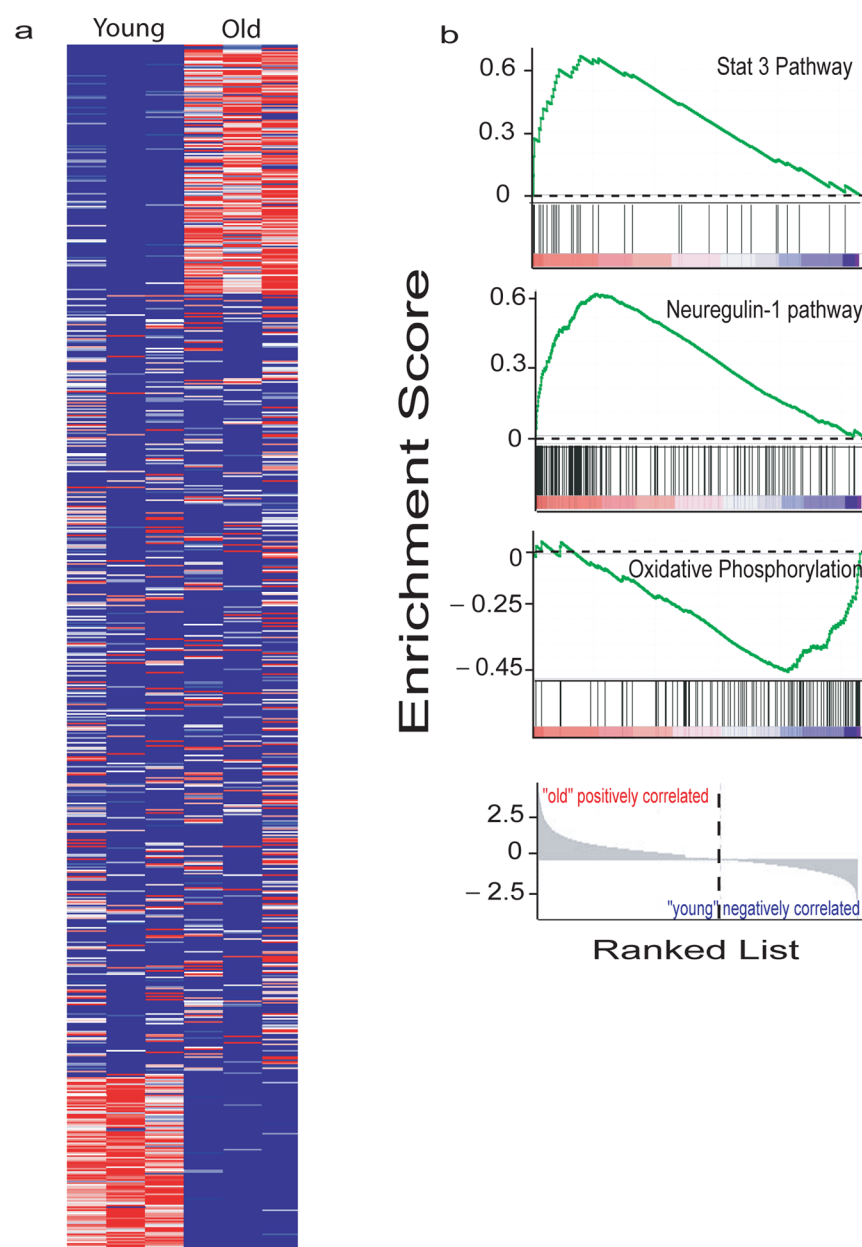 a
Young
Old
b
Enrichment Score
Stat 3 Pathway
0.6
0.3
0
Neuregulin-1 pathway
0.6
0.3
0
Oxidative Phosphorylation
0
– 0.25
– 0.45
"old" positively correlated
2.5
0
– 2.5
"young" negatively correlated
Ranked List